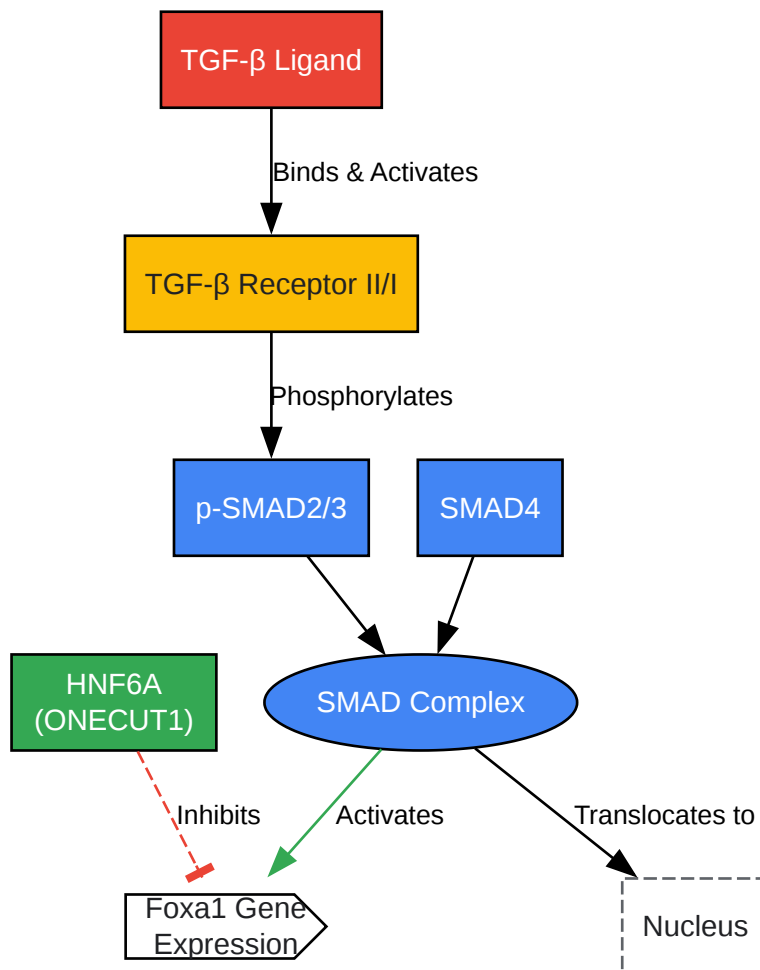 TGF-β Ligand
Binds & Activates
TGF-β Receptor II/I
Phosphorylates
p-SMAD2/3
SMAD4
HNF6A
(ONECUT1)
SMAD Complex
Inhibits
Activates
Translocates to
Foxa1 Gene
Expression
Nucleus